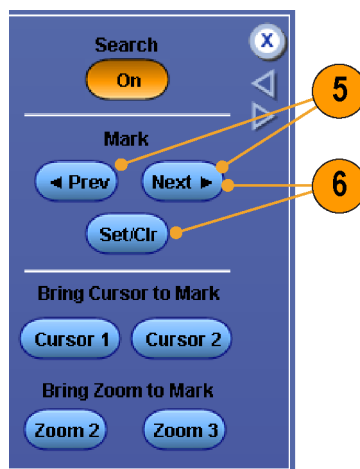 X
Search
On
5
Mark
◄ Prev Next ►
6
Set/Clr
Bring Cursor to Mark
Cursor 1 Cursor 2
Bring Zoom to Mark
Zoom 2 Zoom 3